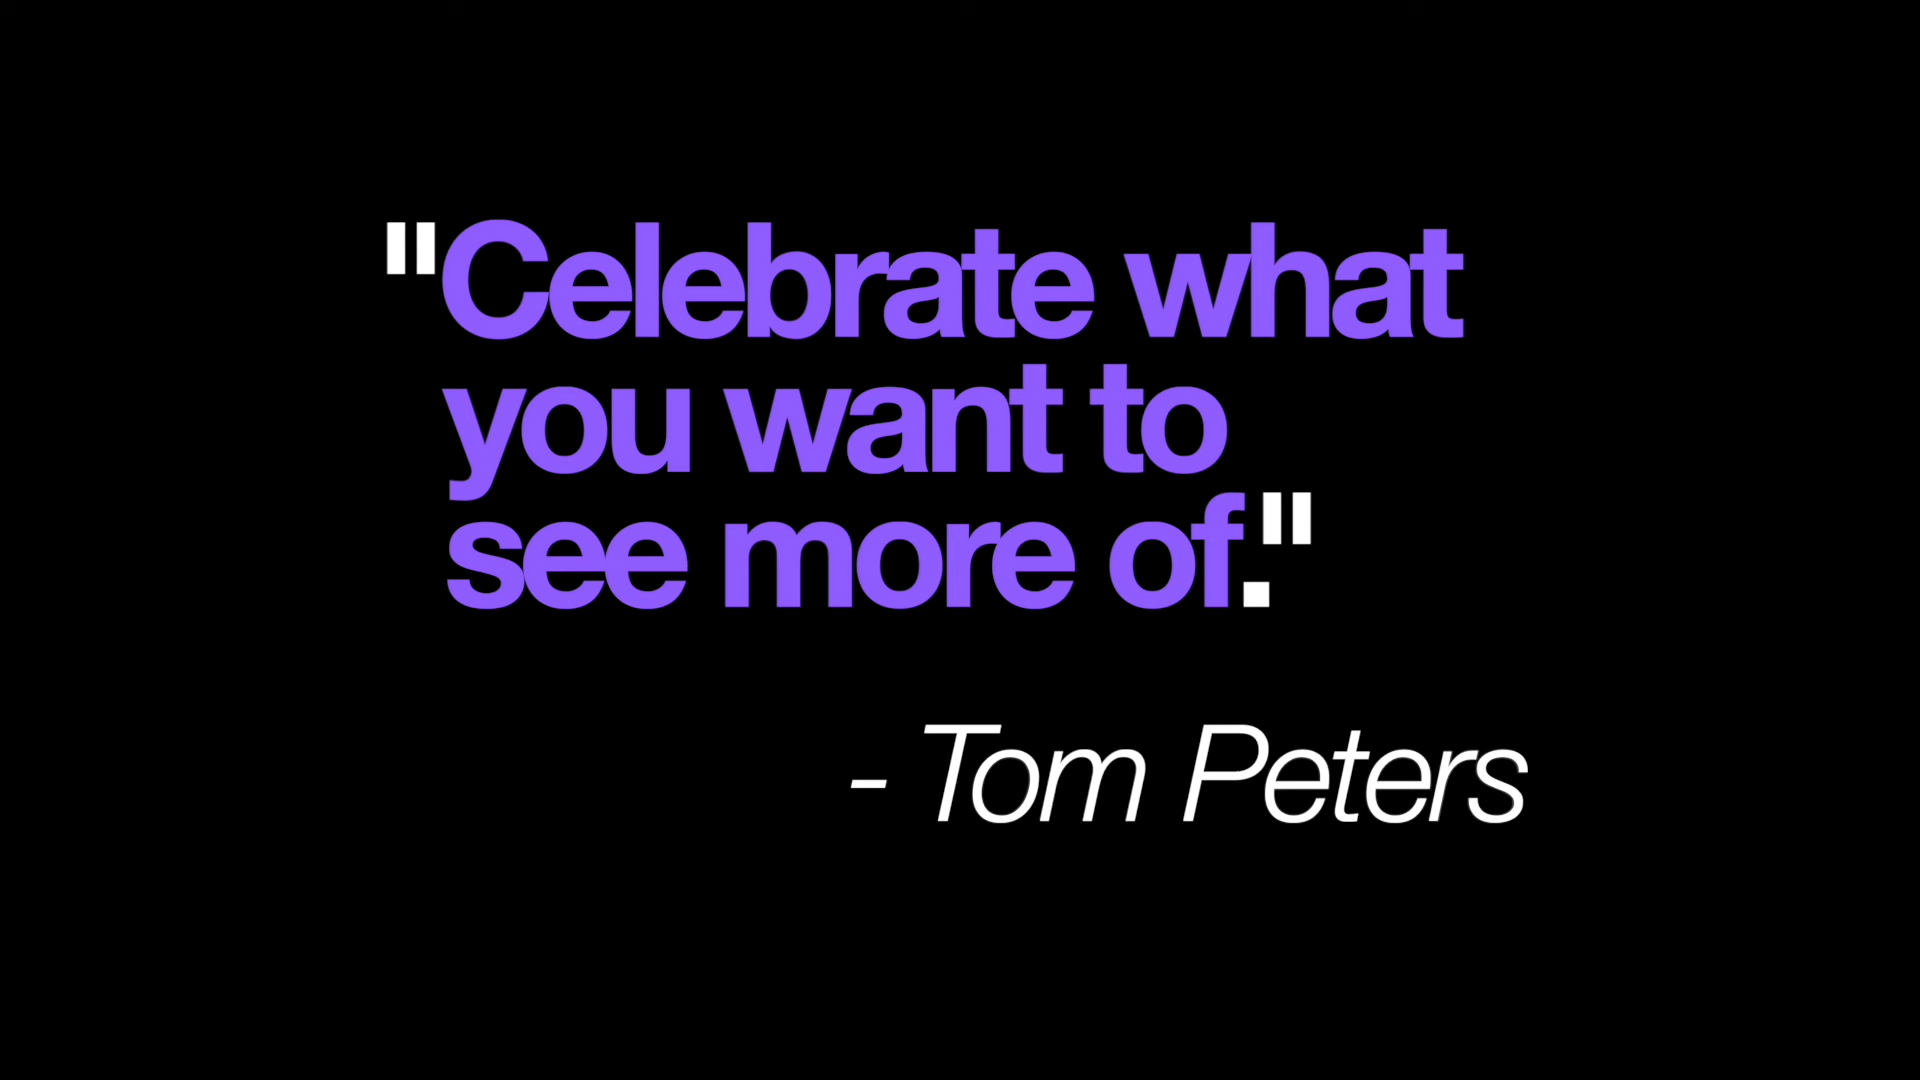 "Celebrate what
you want to
see more of."
- Tom Peters